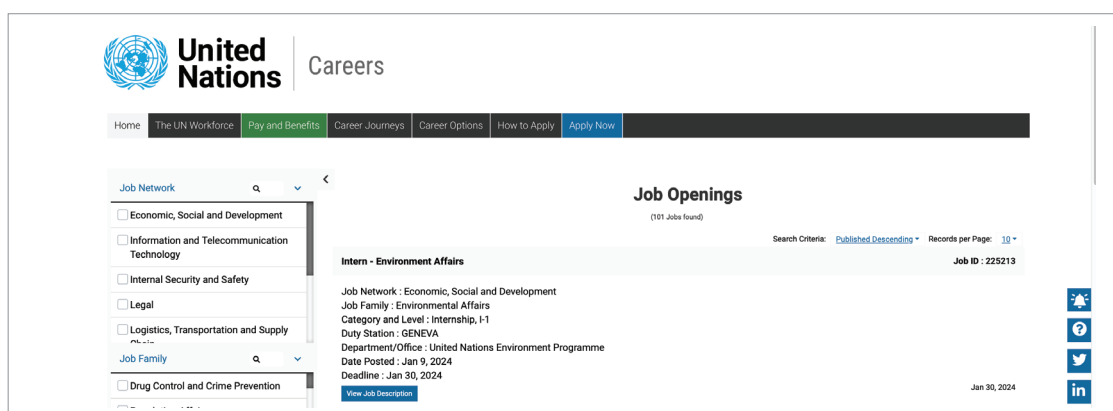 United
Nations
Careers
Home
The UN Workforce
Pay and Benefits
Career Journeys
Career Options
How to Apply
Apply Now
Job Network
Economic, Social and Development
Information and Telecommunication
Technology
Internal Security and Safety
Legal
Logistics, Transportation and Supply
Job Family
Drug Control and Crime Prevention
Job Openings
(101 Jobs found)
Search Criteria: Published Descending Records per Page: 10
Intern - Environment Affairs Job ID : 225213
Job Network : Economic, Social and Development
Job Family : Environmental Affairs
Category and Level : Internship, I-1
Duty Station : GENEVA
Department/Office : United Nations Environment Programme
Date Posted : Jan 9, 2024
Deadline : Jan 30, 2024
View Job Description
Jan 30, 2024
in